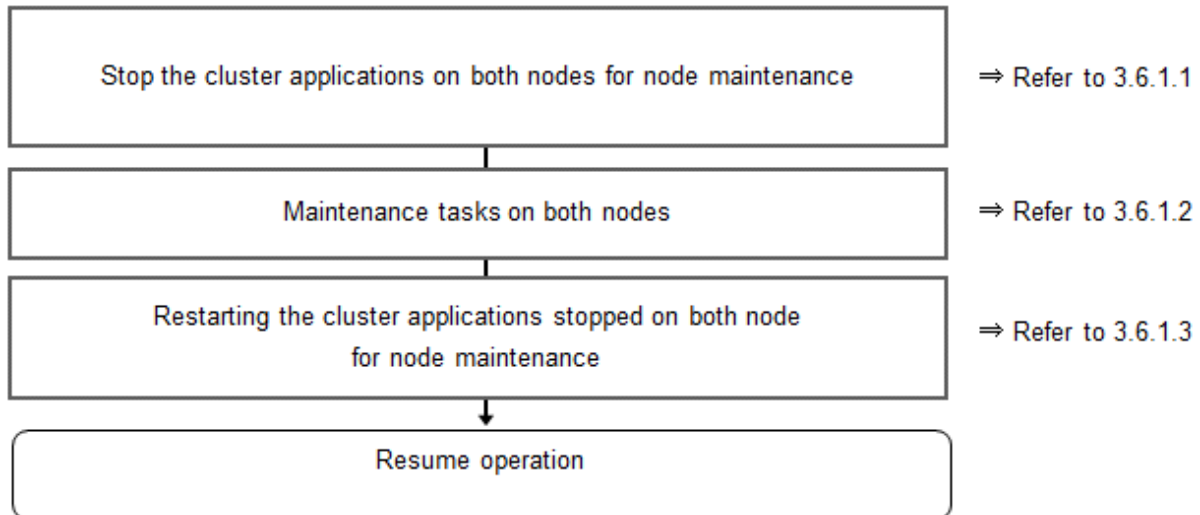 Stop the cluster applications on both nodes for node maintenance
⇒ Refer to 3.6.1.1
Maintenance tasks on both nodes
⇒ Refer to 3.6.1.2
Restarting the cluster applications stopped on both node
for node maintenance
⇒ Refer to 3.6.1.3
Resume operation